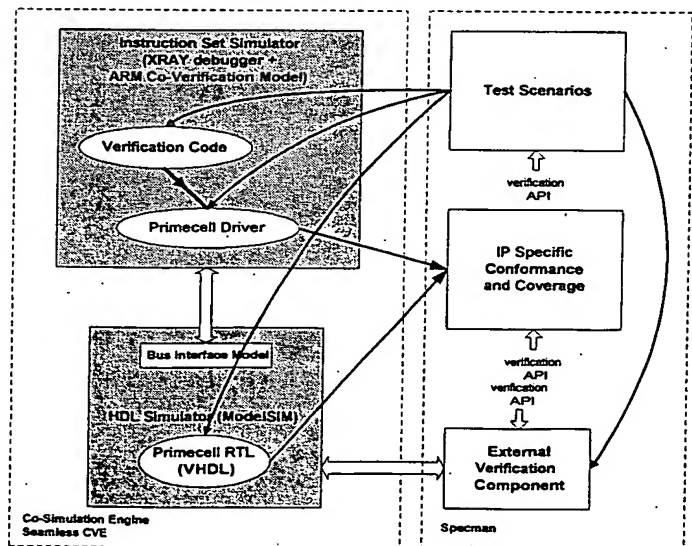 Instruction Set Simulator
(XRAY debugger +
ARM Co-Verification Model)
Verification Code
Primecell Driver
Bus Interface Model
HDL Simulator (ModelSIM)
Primecell RTL
(VHDL)
Co-Simulation Engine
Seamless CVE
Test Scenarios
verification
API
IP Specific
Conformance
and Coverage
verification
API
verification
API
External
Verification
Component
Specman